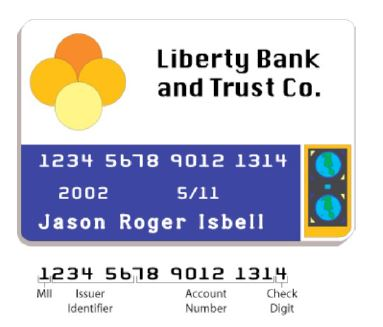 Liberty Bank
and Trust Co.
1234 5678 9012 1314
2002 5/11
Jason Roger Isbell
1234 5678 9012 1314
MII Issuer Identifier Account Number Check Digit